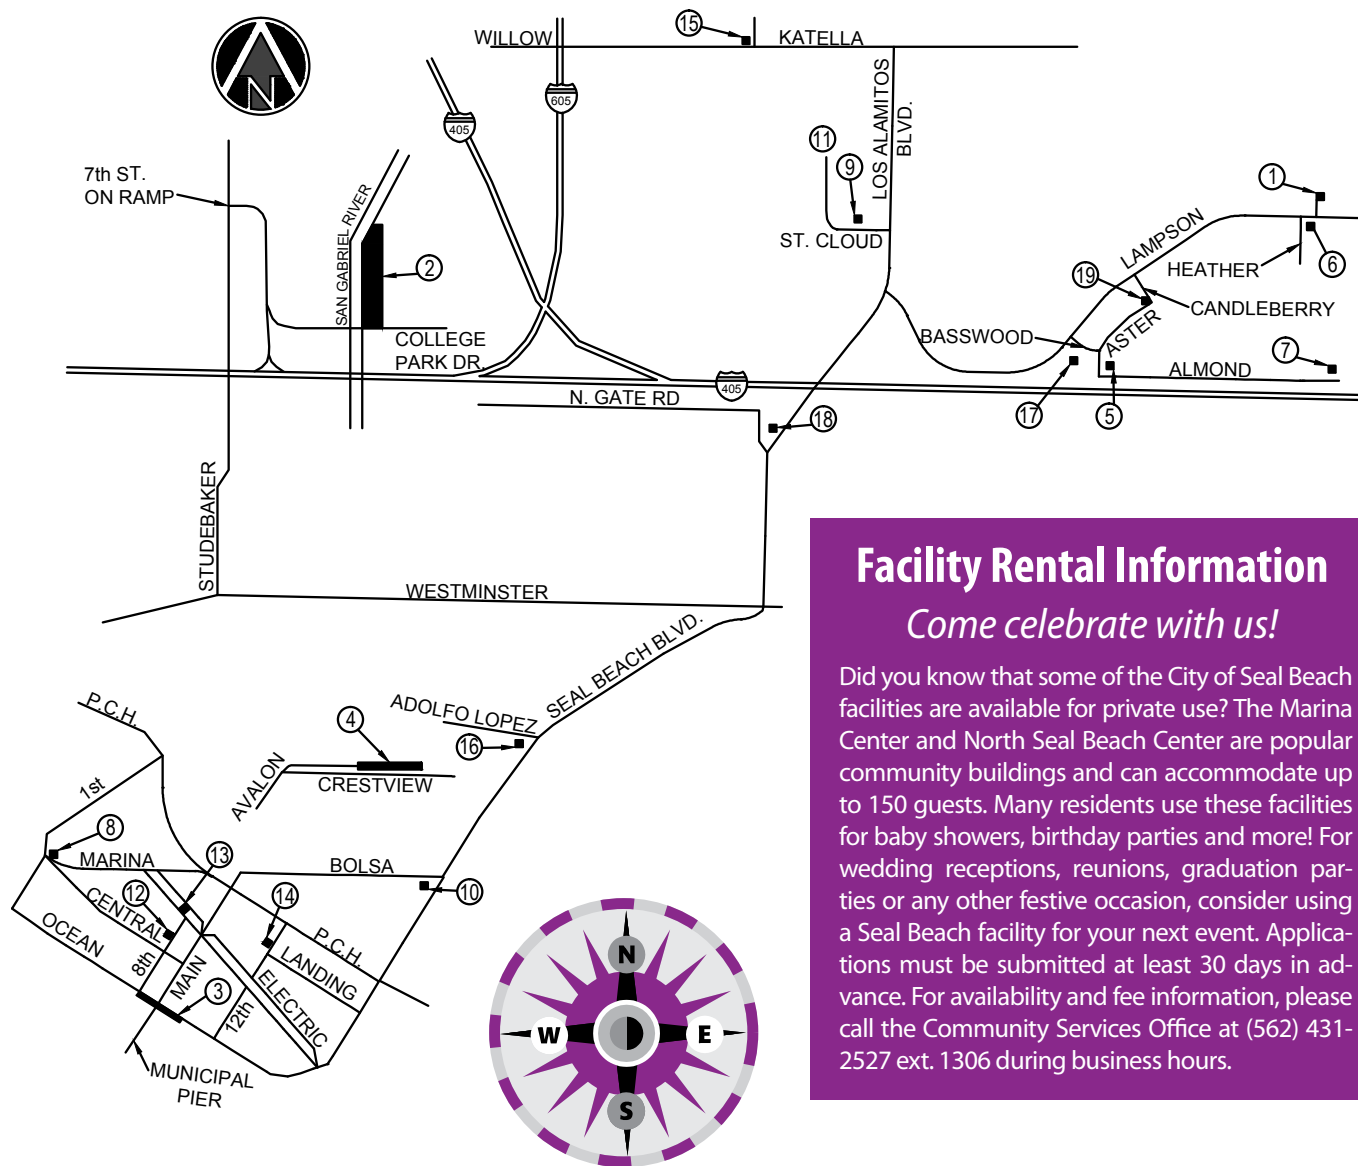 N
WILLOW
15
KATELLA
605
405
LOS ALAMITOS
BLVD.
11
9
7th ST.
ON RAMP
SAN GABRIEL RIVER
2
ST. CLOUD
1
LAMPSON
6
HEATHER
19
CANDLEBERRY
BASSWOOD
ASTER
COLLEGE
PARK DR.
7
ALMOND
405
N. GATE RD
17
5
18
STUDEBAKER
WESTMINSTER
SEAL BEACH BLVD.
P.C.H.
ADOLFO LOPEZ
4
16
AVALON
CRESTVIEW
1st
8
MARINA
13
BOLSA
10
12
CENTRAL
14
OCEAN
P.C.H.
8th
MAIN
LANDING
3
ELECTRIC
12th
MUNICIPAL
PIER
N
W
E
S
Facility Rental Information
Come celebrate with us!
Did you know that some of the City of Seal Beach
facilities are available for private use? The Marina
Center and North Seal Beach Center are popular
community buildings and can accommodate up
to 150 guests. Many residents use these facilities
for baby showers, birthday parties and more! For
wedding receptions, reunions, graduation par-
ties or any other festive occasion, consider using
a Seal Beach facility for your next event. Applica-
tions must be submitted at least 30 days in ad-
vance. For availability and fee information, please
call the Community Services Office at (562) 431-
2527 ext. 1306 during business hours.